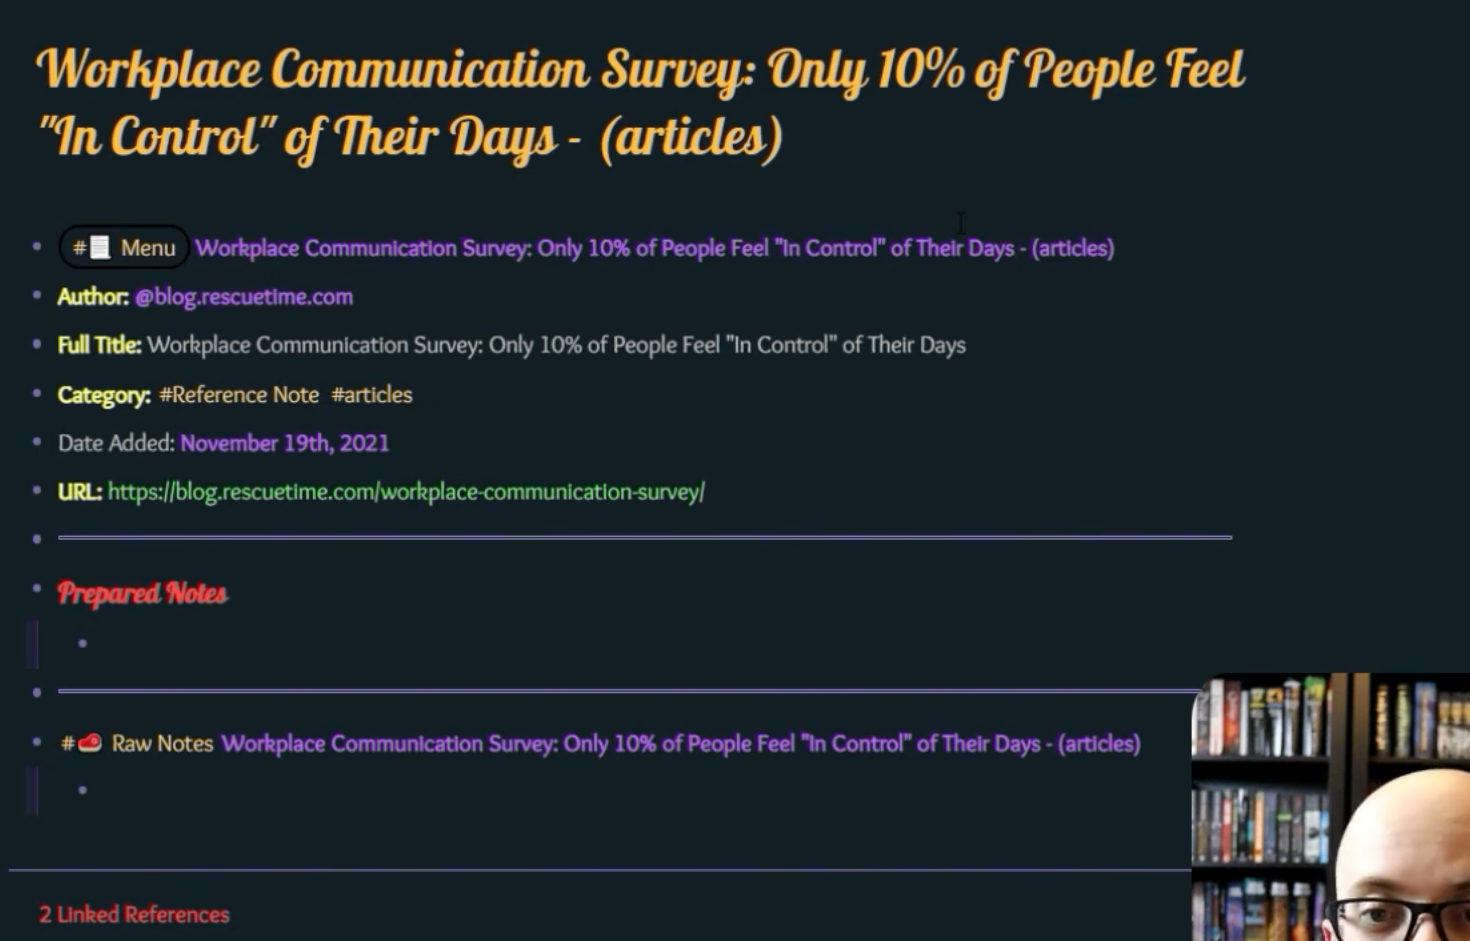 Workplace Communication Survey: Only 10% of People Feel
"In Control" of Their Days - (articles)
#📃 Menu Workplace Communication Survey: Only 10% of People Feel "In Control" of Their Days - (articles)
Author: @blog.rescuetime.com
Full Title: Workplace Communication Survey: Only 10% of People Feel "In Control" of Their Days
Category: #Reference Note #articles
Date Added: November 19th, 2021
URL: https://blog.rescuetime.com/workplace-communication-survey/
Prepared Notes
#🥩 Raw Notes Workplace Communication Survey: Only 10% of People Feel "In Control" of Their Days - (articles)
2 Linked References